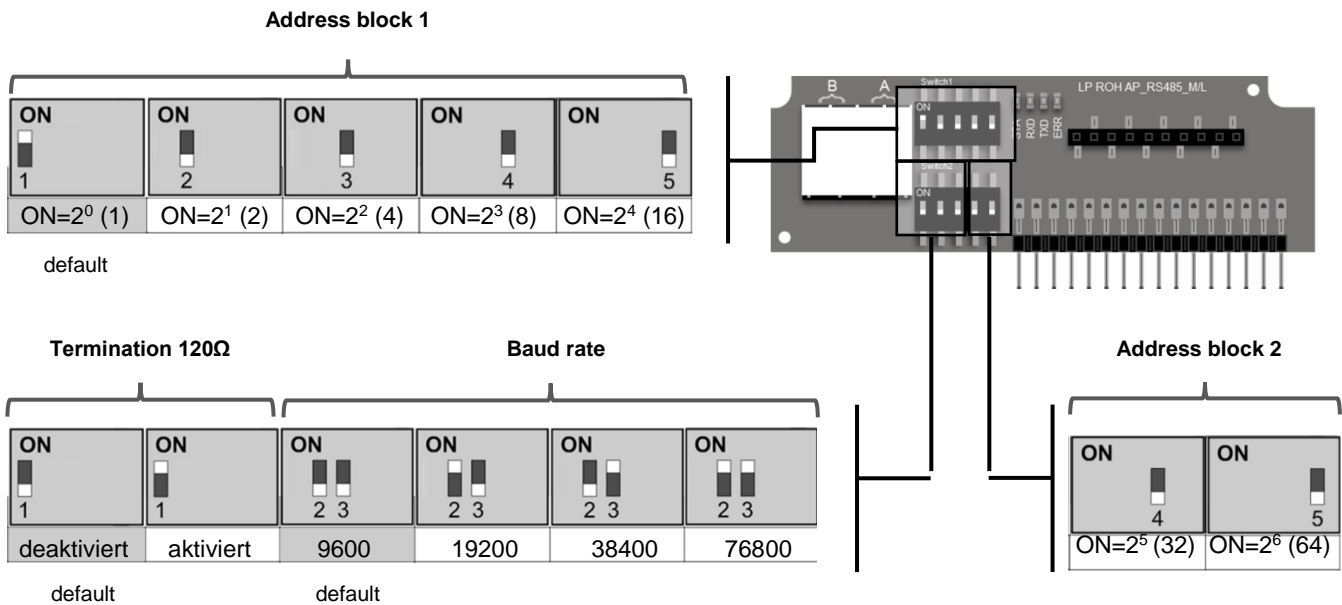 Address block 1
ON ON ON ON ON
1 2 3 4 5
ON=2⁰ (1) ON=2¹ (2) ON=2² (4) ON=2³ (8) ON=2⁴ (16)
default
B A Switch1 LP ROH AP_RS485_M/L
ON
RXD TXD ERR
Switch2
ON
Termination 120Ω Baud rate
ON ON ON ON ON ON
1 1 2 3 2 3 2 3 2 3
deaktiviert aktiviert 9600 19200 38400 76800
default default
Address block 2
ON ON
4 5
ON=2⁵ (32) ON=2⁶ (64)